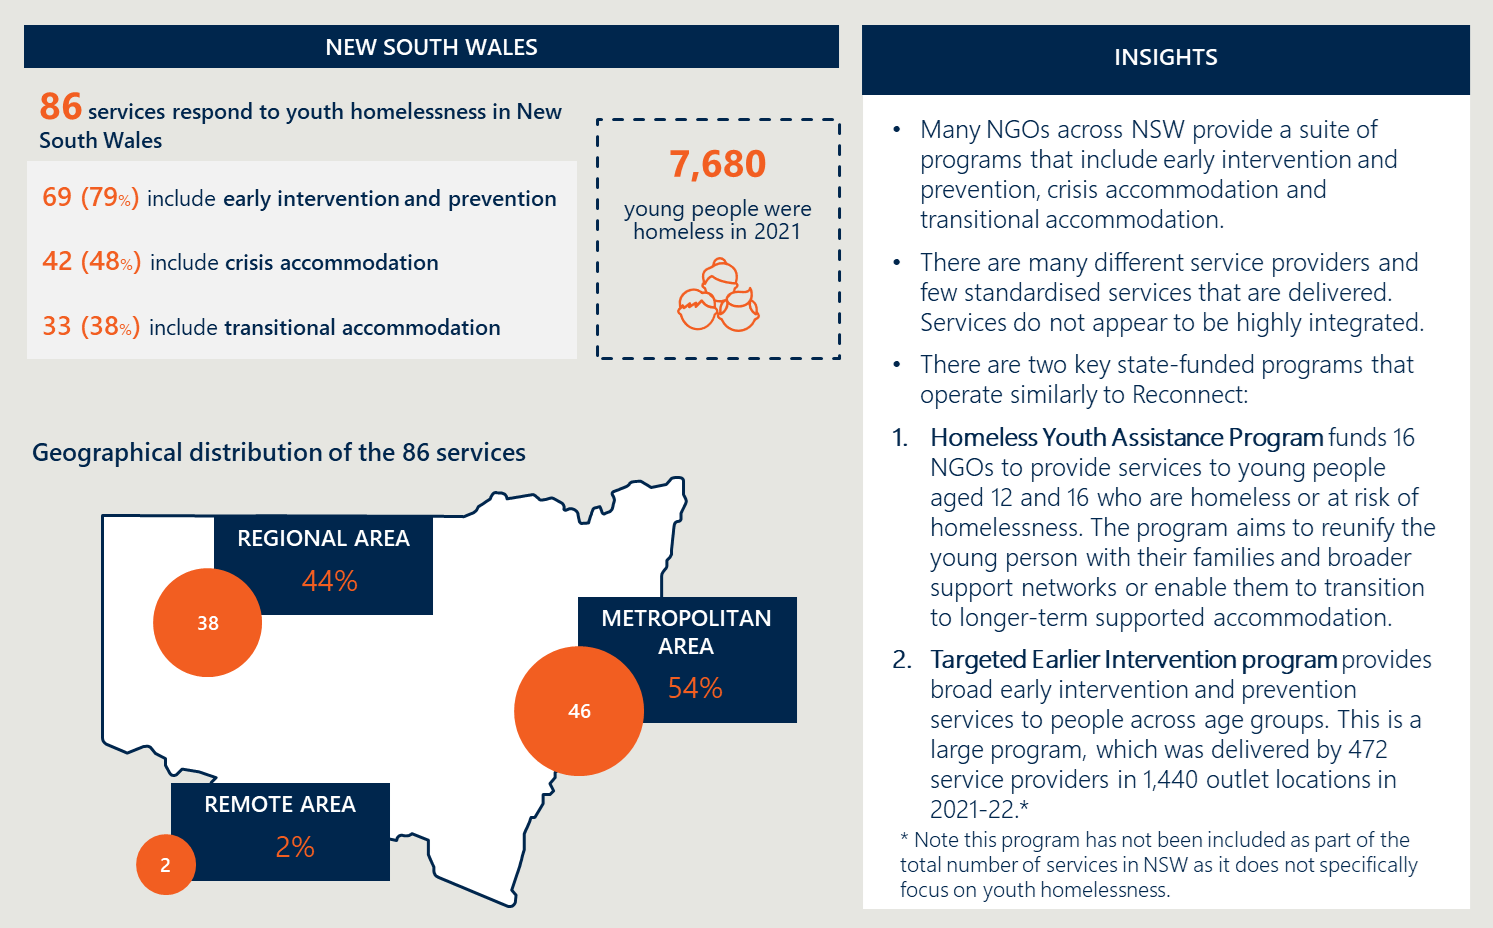 NEW SOUTH WALES
86 services respond to youth homelessness in New
South Wales
69 (79%) include early intervention and prevention
42 (48%) include crisis accommodation
33 (38%) include transitional accommodation
7,680
young people were
homeless in 2021
Geographical distribution of the 86 services
REGIONAL AREA
44%
38
METROPOLITAN
AREA
54%
46
REMOTE AREA
2%
2
INSIGHTS
• Many NGOs across NSW provide a suite of
programs that include early intervention and
prevention, crisis accommodation and
transitional accommodation.
• There are many different service providers and
few standardised services that are delivered.
Services do not appear to be highly integrated.
• There are two key state-funded programs that
operate similarly to Reconnect:
1. Homeless Youth Assistance Program funds 16
NGOs to provide services to young people
aged 12 and 16 who are homeless or at risk of
homelessness. The program aims to reunify the
young person with their families and broader
support networks or enable them to transition
to longer-term supported accommodation.
2. Targeted Earlier Intervention program provides
broad early intervention and prevention
services to people across age groups. This is a
large program, which was delivered by 472
service providers in 1,440 outlet locations in
2021-22.*
* Note this program has not been included as part of the
total number of services in NSW as it does not specifically
focus on youth homelessness.